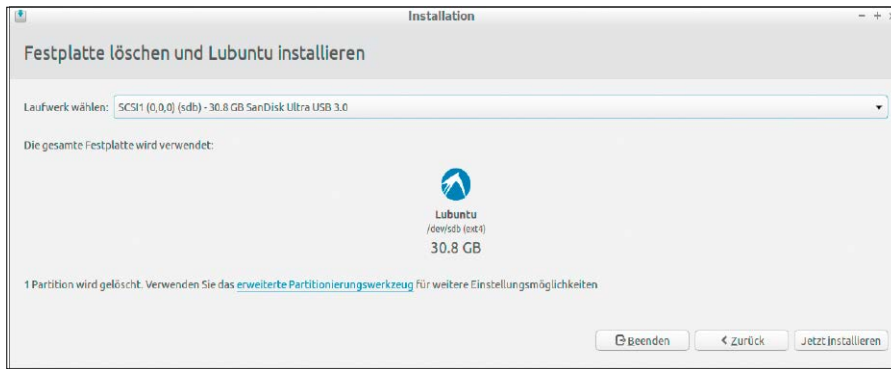 Installation
Festplatte löschen und Lubuntu installieren
Laufwerk wählen: SCSI1 (0,0,0) (sdb) - 30.8 GB SanDisk Ultra USB 3.0
Die gesamte Festplatte wird verwendet:
Lubuntu
/dev/sdb (ext4)
30.8 GB
1 Partition wird gelöscht. Verwenden Sie das erweiterte Partitionierungswerkzeug für weitere Einstellungsmöglichkeiten
Beenden
Zurück
Jetzt installieren